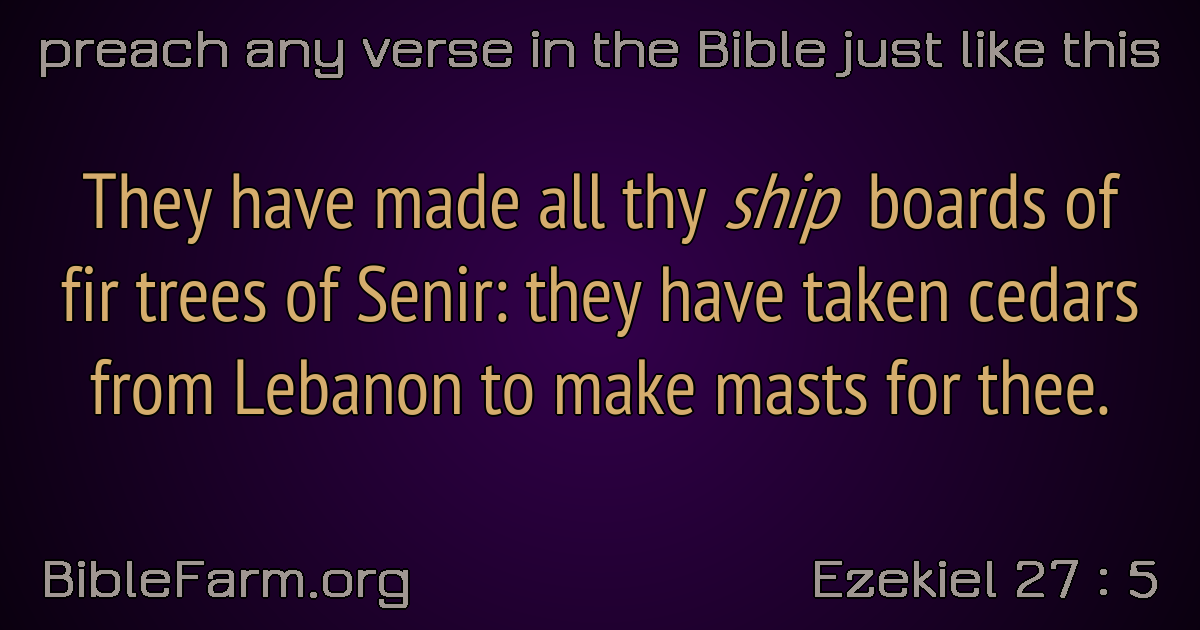 preach any verse in the Bible just like this
They have made all thy ship boards of
fir trees of Senir: they have taken cedars
from Lebanon to make masts for thee.
BibleFarm.org
Ezekiel 27 : 5